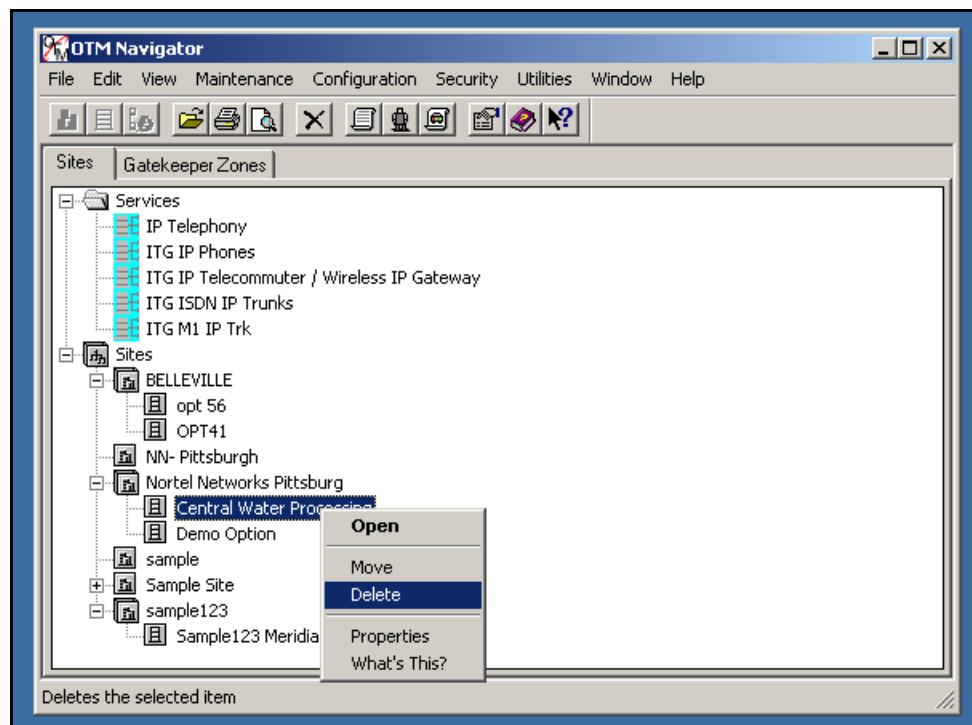 OTM Navigator
File Edit View Maintenance Configuration Security Utilities Window Help
Sites Gatekeeper Zones
Services
IP Telephony
ITG IP Phones
ITG IP Telecommuter / Wireless IP Gateway
ITG ISDN IP Trunks
ITG M1 IP Trk
Sites
BELLEVILLE
opt 56
OPT41
NN- Pittsburgh
Nortel Networks Pittsburg
Central Water Processing
Demo Option
sample
Sample Site
sample123
Sample123 Meridia
Open
Move
Delete
Properties
What's This?
Deletes the selected item